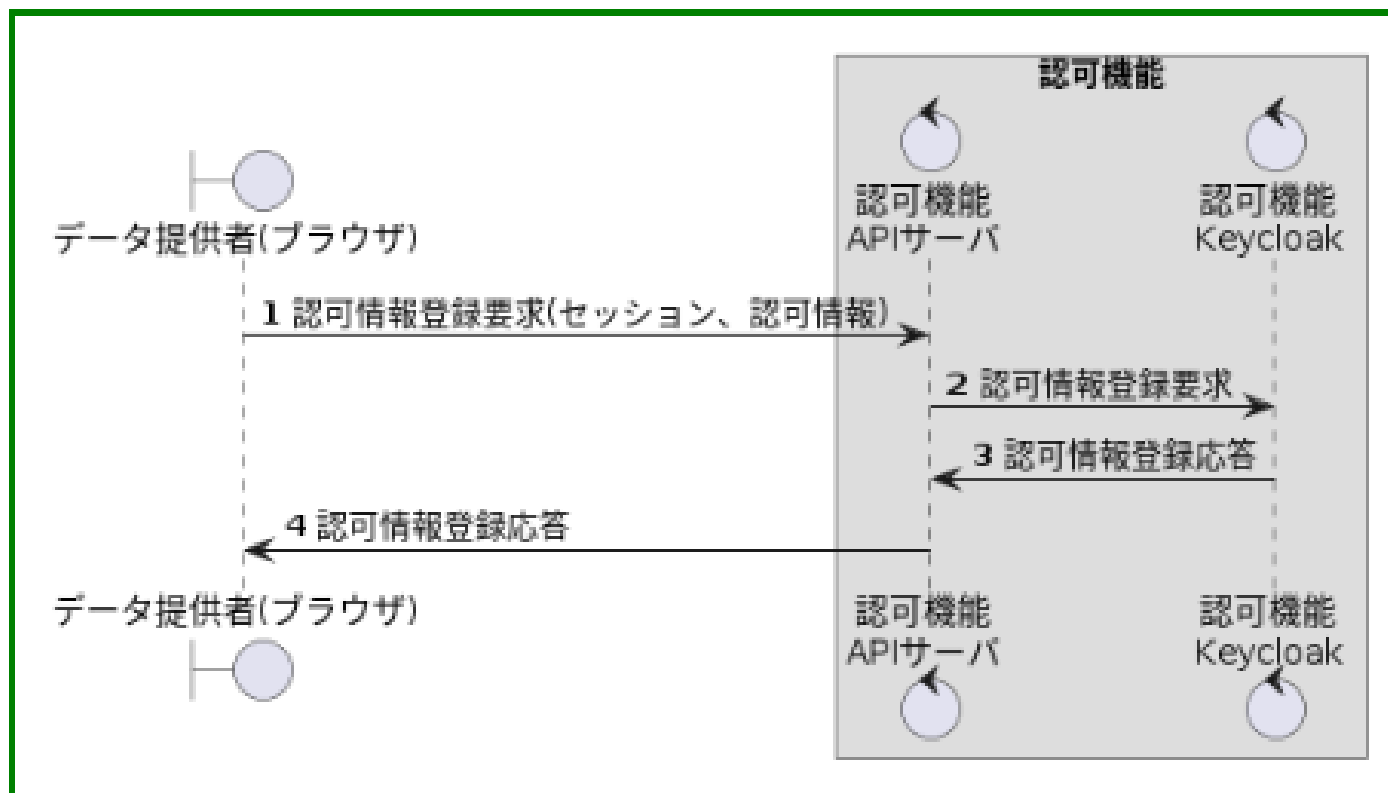 認可機能
データ提供者(ブラウザ)
認可機能
APIサーバ
認可機能
Keycloak
1 認可情報登録要求(セッション、認可情報)
2 認可情報登録要求
3 認可情報登録応答
4 認可情報登録応答
データ提供者(ブラウザ)
認可機能
APIサーバ
認可機能
Keycloak